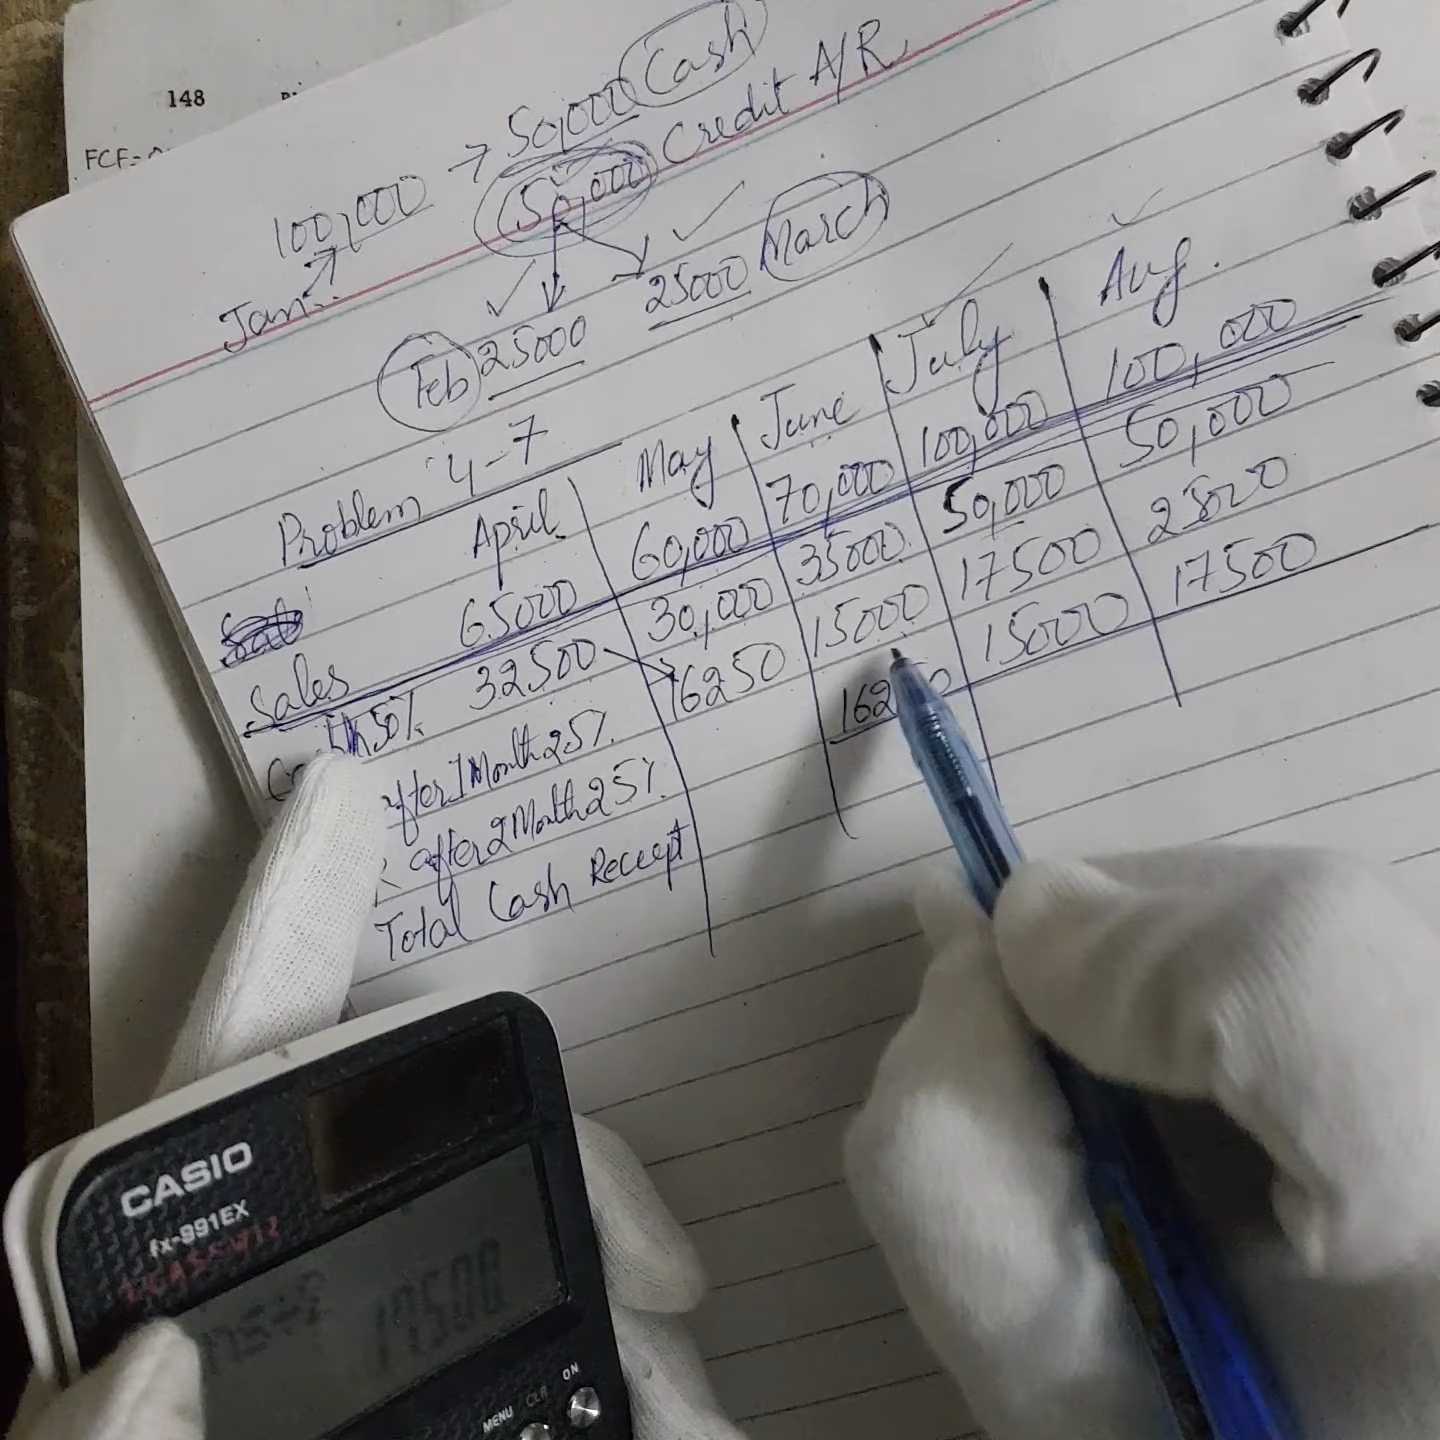 148
FCF=
100,000 → 50,000 Cash
50,000 Credit A/R
Jan.
Feb 25000 25000 March
Problem 4-7
April May June July Aug.
Sales 65000 60,000 70,000 100,000 100,000
50% 32500 30,000 35000 50,000 50,000
after 1 Month 25% 16250 15000 17500 25000
after 2 Month 25% 15000 17500
Total Cash Receipt
CASIO
fx-991EX
17500
MENU CLR ON